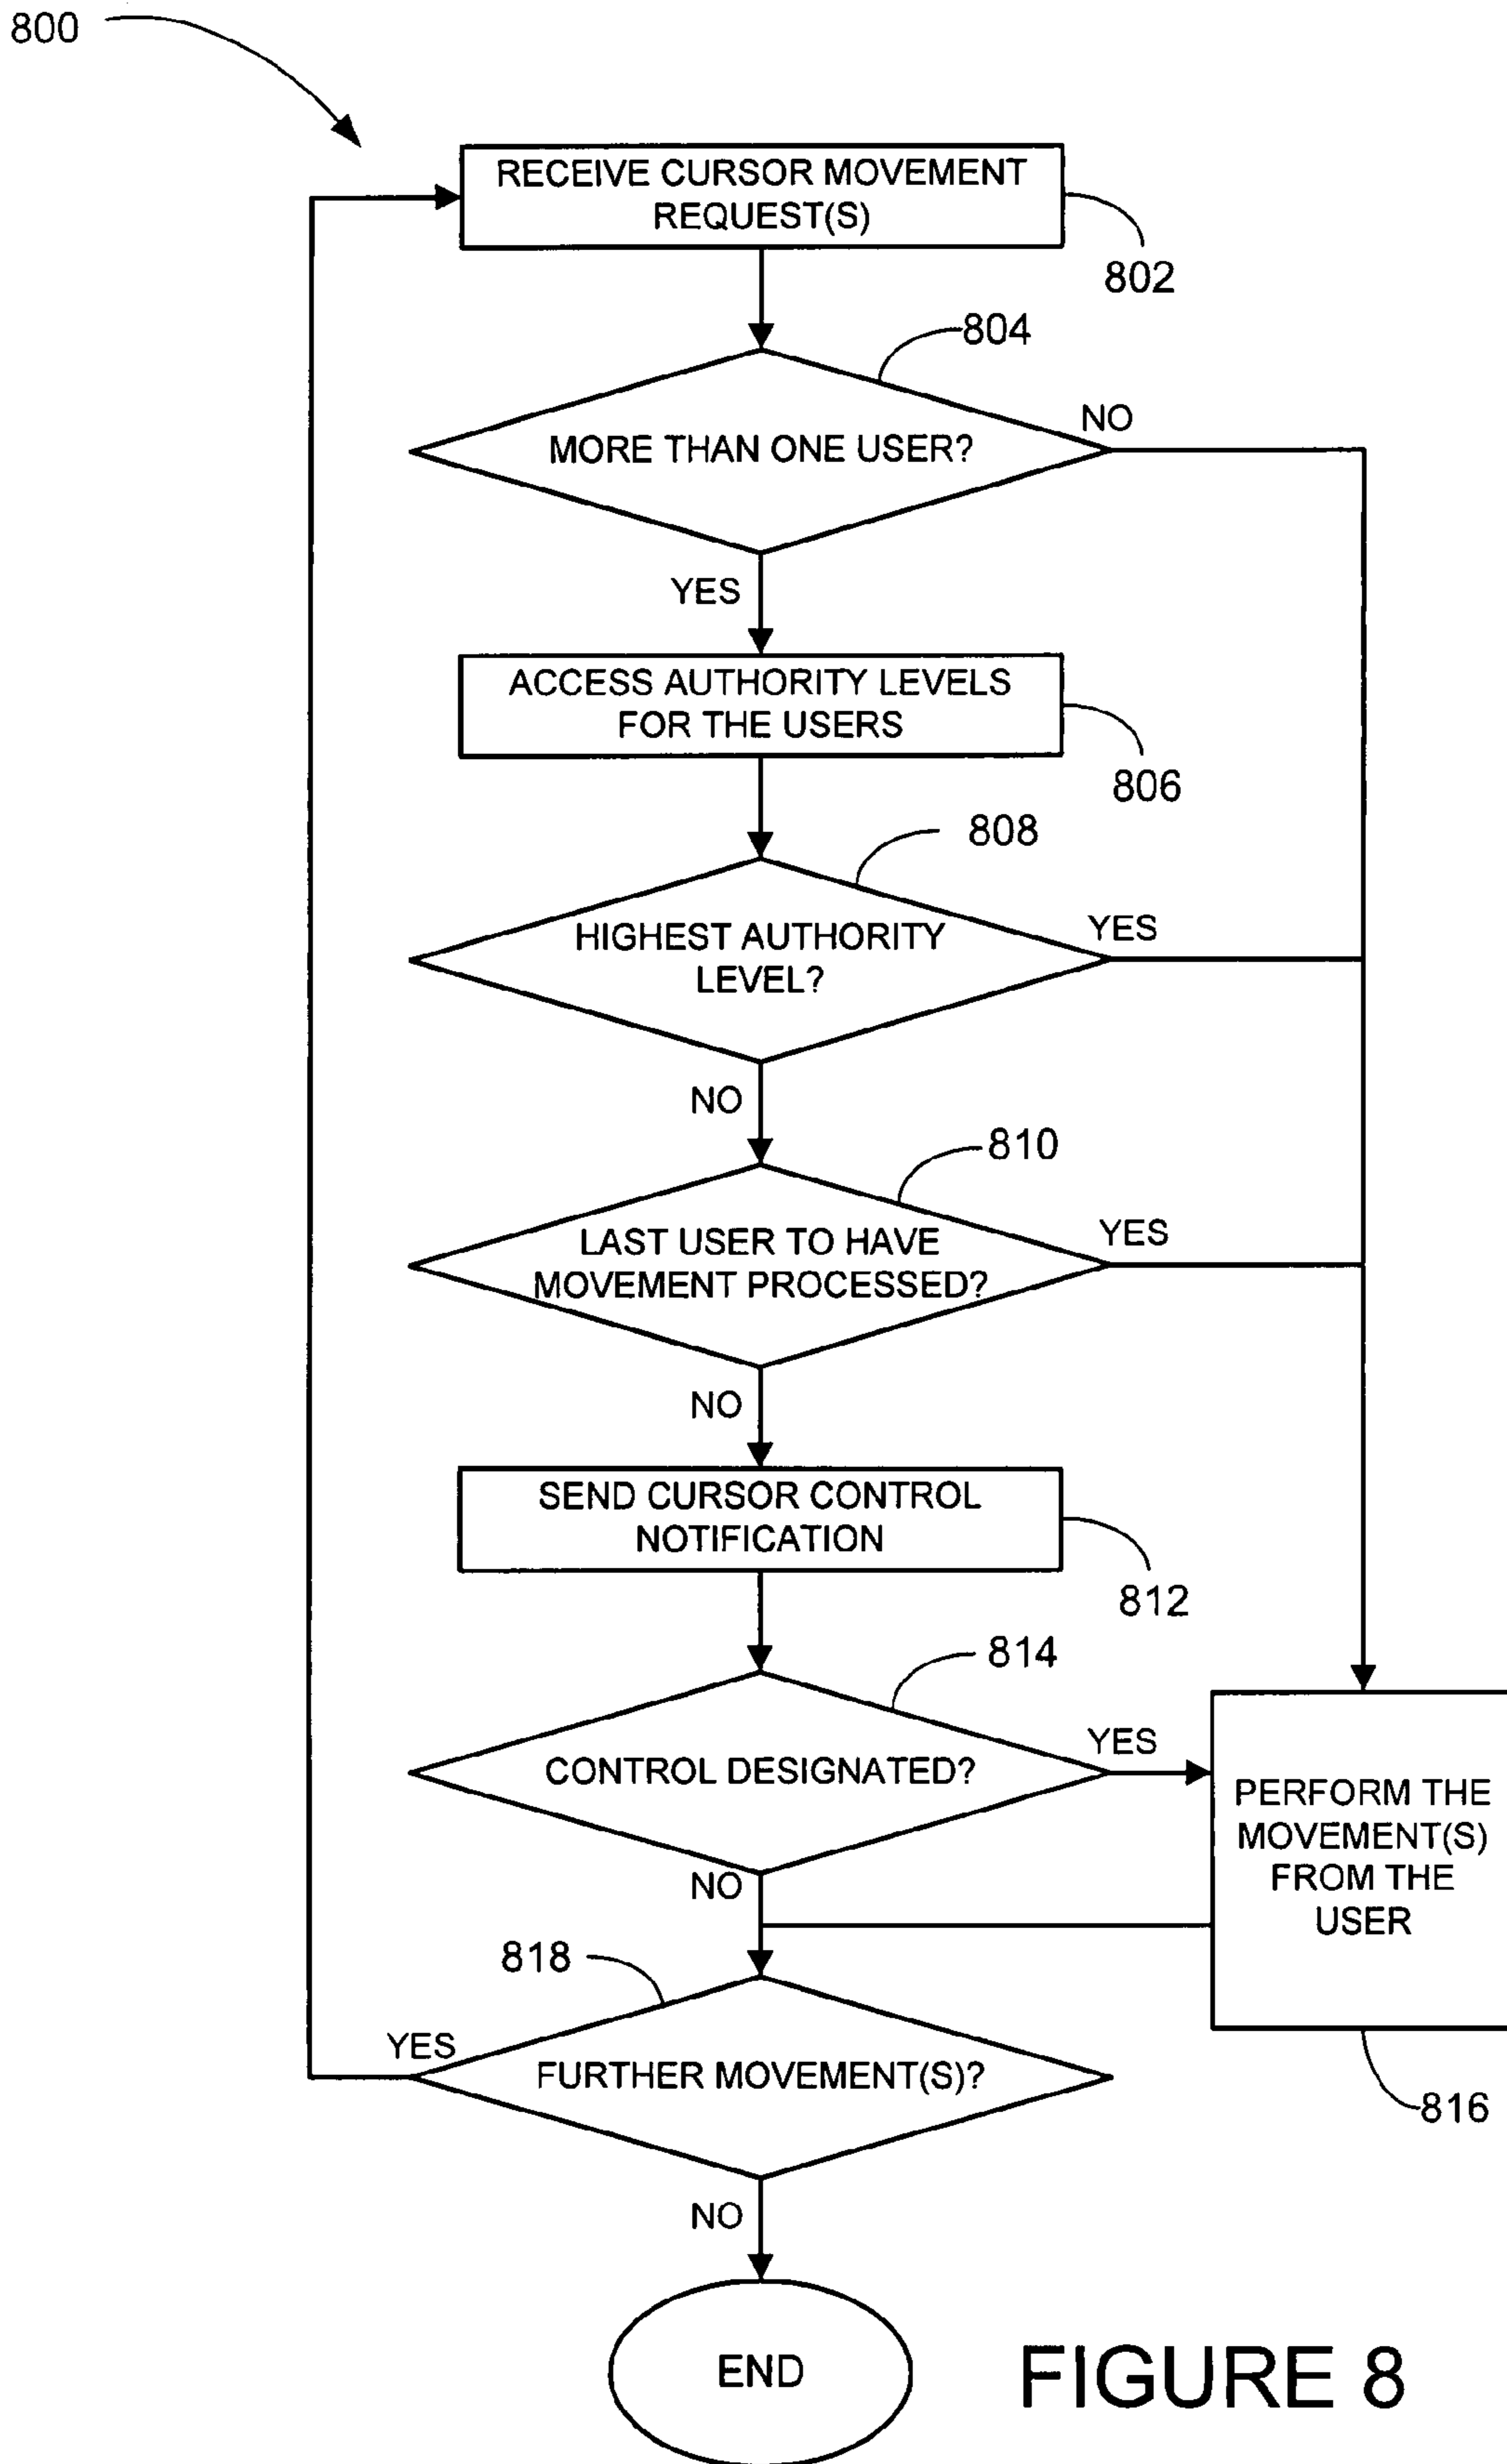 800
RECEIVE CURSOR MOVEMENT
REQUEST(S)
802
804
MORE THAN ONE USER?
NO
YES
ACCESS AUTHORITY LEVELS
FOR THE USERS
806
808
HIGHEST AUTHORITY
LEVEL?
YES
NO
810
LAST USER TO HAVE
MOVEMENT PROCESSED?
YES
NO
SEND CURSOR CONTROL
NOTIFICATION
812
814
CONTROL DESIGNATED?
YES
NO
PERFORM THE
MOVEMENT(S)
FROM THE
USER
816
818
FURTHER MOVEMENT(S)?
YES
NO
END
FIGURE 8